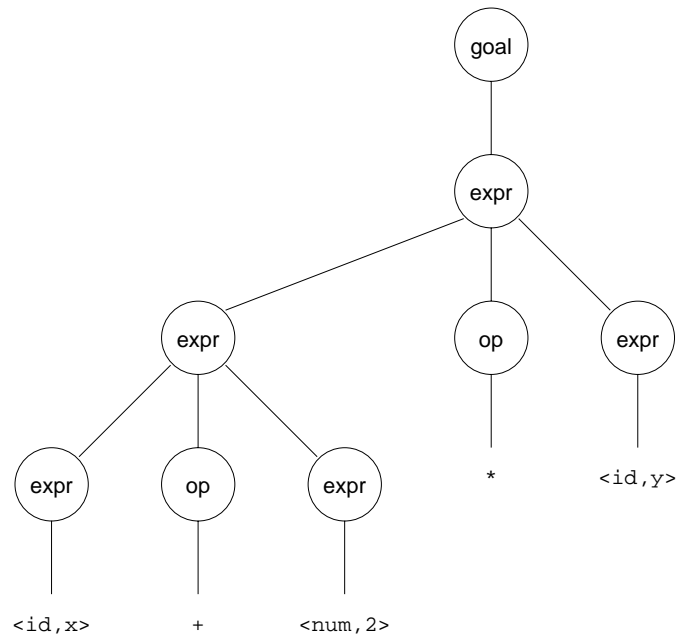 goal
expr
expr op expr
expr op expr * <id,y>
<id,x> + <num,2>